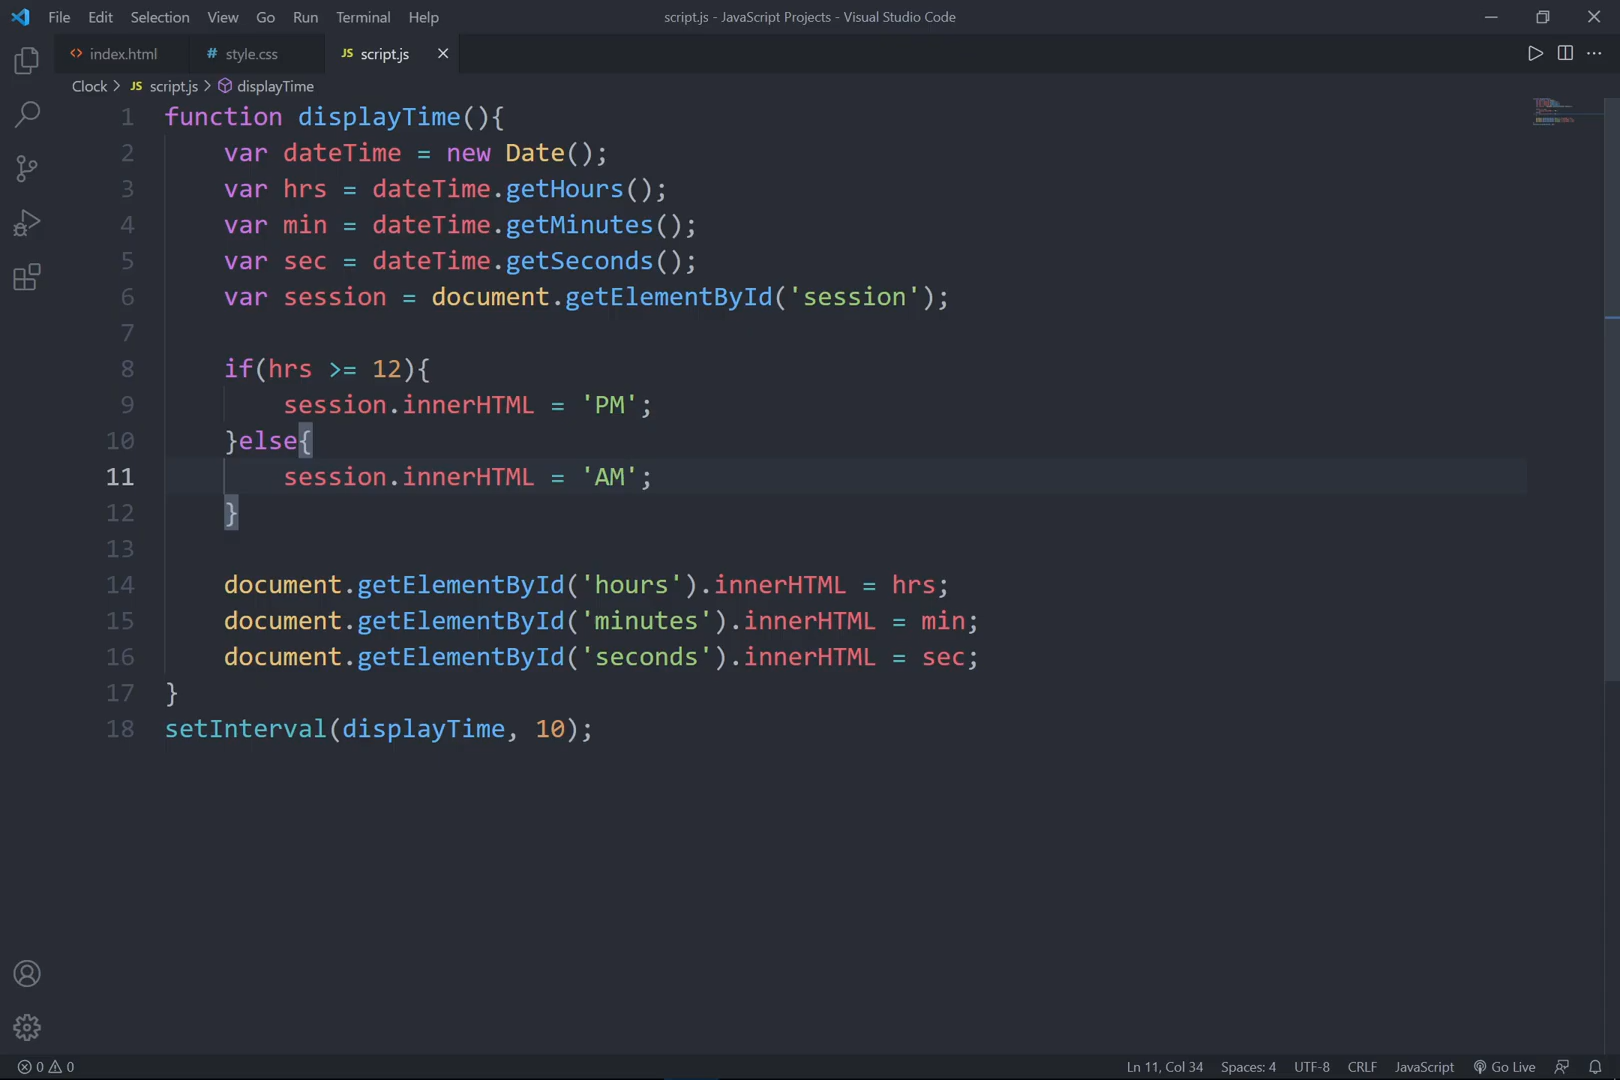 File Edit Selection View Go Run Terminal Help script.js - JavaScript Projects - Visual Studio Code
index.html # style.css JS script.js
Clock > JS script.js > displayTime
1 function displayTime(){
2     var dateTime = new Date();
3     var hrs = dateTime.getHours();
4     var min = dateTime.getMinutes();
5     var sec = dateTime.getSeconds();
6     var session = document.getElementById('session');
7
8     if(hrs >= 12){
9         session.innerHTML = 'PM';
10     }else{
11         session.innerHTML = 'AM';
12     }
13
14     document.getElementById('hours').innerHTML = hrs;
15     document.getElementById('minutes').innerHTML = min;
16     document.getElementById('seconds').innerHTML = sec;
17 }
18 setInterval(displayTime, 10);
0 0 Ln 11, Col 34 Spaces: 4 UTF-8 CRLF JavaScript Go Live